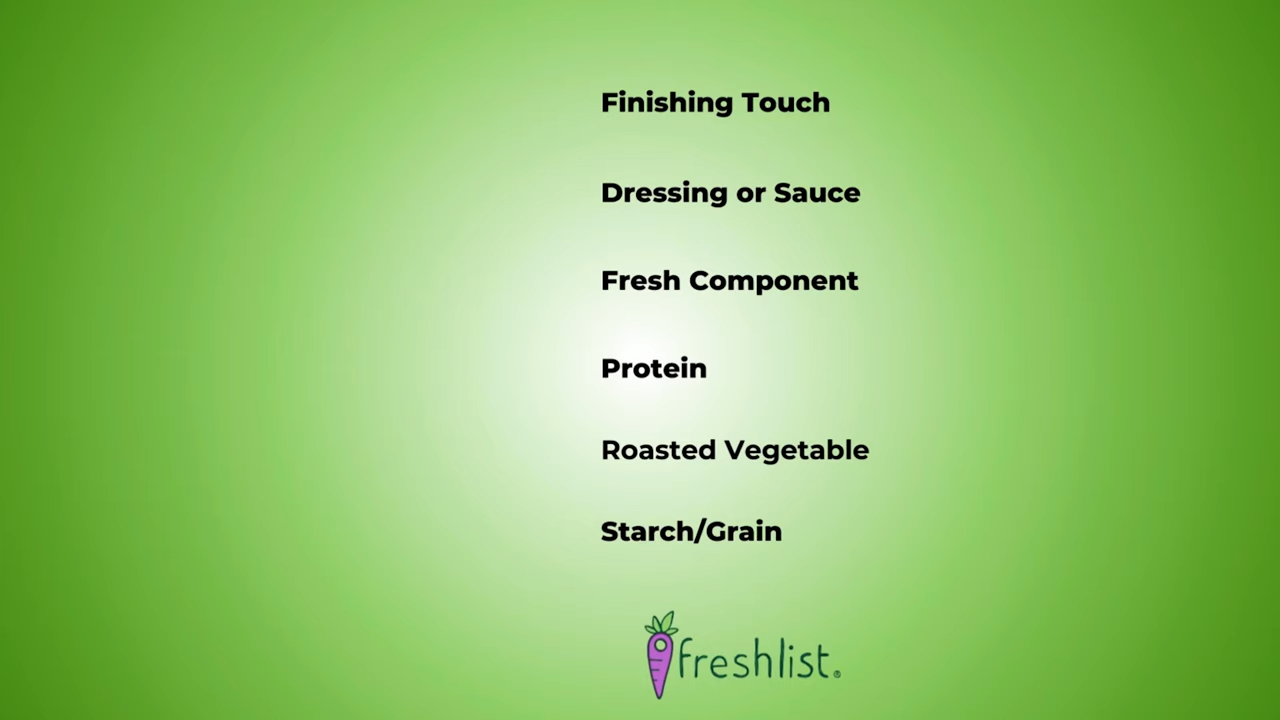 Finishing Touch
Dressing or Sauce
Fresh Component
Protein
Roasted Vegetable
Starch/Grain
freshlist®